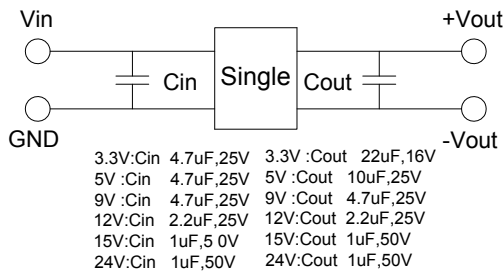 Vin +Vout
Cin Single Cout
GND -Vout
3.3V:Cin 4.7uF,25V 3.3V:Cout 22uF,16V
5V :Cin 4.7uF,25V 5V :Cout 10uF,25V
9V :Cin 4.7uF,25V 9V :Cout 4.7uF,25V
12V:Cin 2.2uF,25V 12V:Cout 2.2uF,25V
15V:Cin 1uF,5 0V 15V:Cout 1uF,50V
24V:Cin 1uF,50V 24V:Cout 1uF,50V